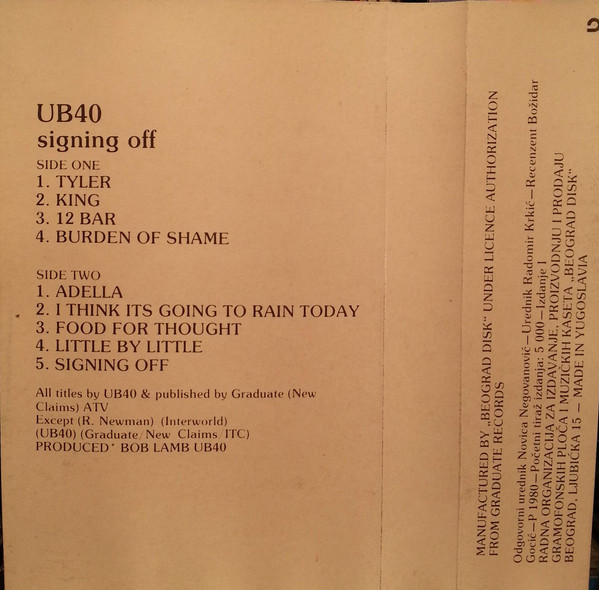 UB40
signing off
SIDE ONE
1. TYLER
2. KING
3. 12 BAR
4. BURDEN OF SHAME
SIDE TWO
1. ADELLA
2. I THINK ITS GOING TO RAIN TODAY
3. FOOD FOR THOUGHT
4. LITTLE BY LITTLE
5. SIGNING OFF
All titles by UB40 & published by Graduate (New
Claims) ATV
Except (R. Newman) (Interworld)
(UB40) (Graduate/New Claims/ITC)
PRODUCED* BOB LAMB UB40
MANUFACTURED BY „BEOGRAD DISK“ UNDER LICENCE AUTHORIZATION
FROM GRADUATE RECORDS
Odgovorni urednik Novica Negovanović—Urednik Radomir Krkić—Recenzent Božidar
Gocić—P 1980—Početni tiraž izdanja: 5 000—Izdanje I
RADNA ORGANIZACIJA ZA IZDAVANJE, PROIZVODNJU I PRODAJU
GRAMOFONSKIH PLOČA I MUZIČKIH KASETA „BEOGRAD DISK“
BEOGRAD, LJUBIČKA 15 — MADE IN YUGOSLAVIA